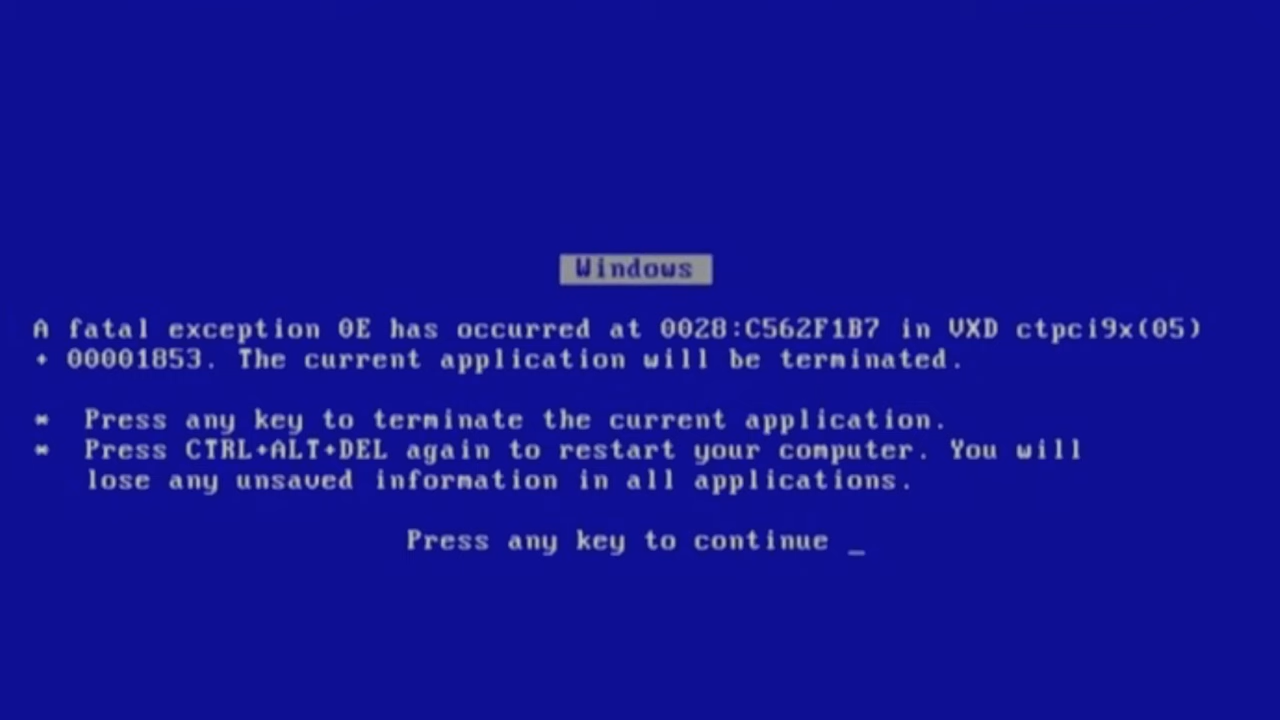 Windows
A fatal exception 0E has occurred at 0028:C562F1B7 in VXD ctpci9x(05)
+ 00001853. The current application will be terminated.
* Press any key to terminate the current application.
* Press CTRL+ALT+DEL again to restart your computer. You will
lose any unsaved information in all applications.
Press any key to continue _